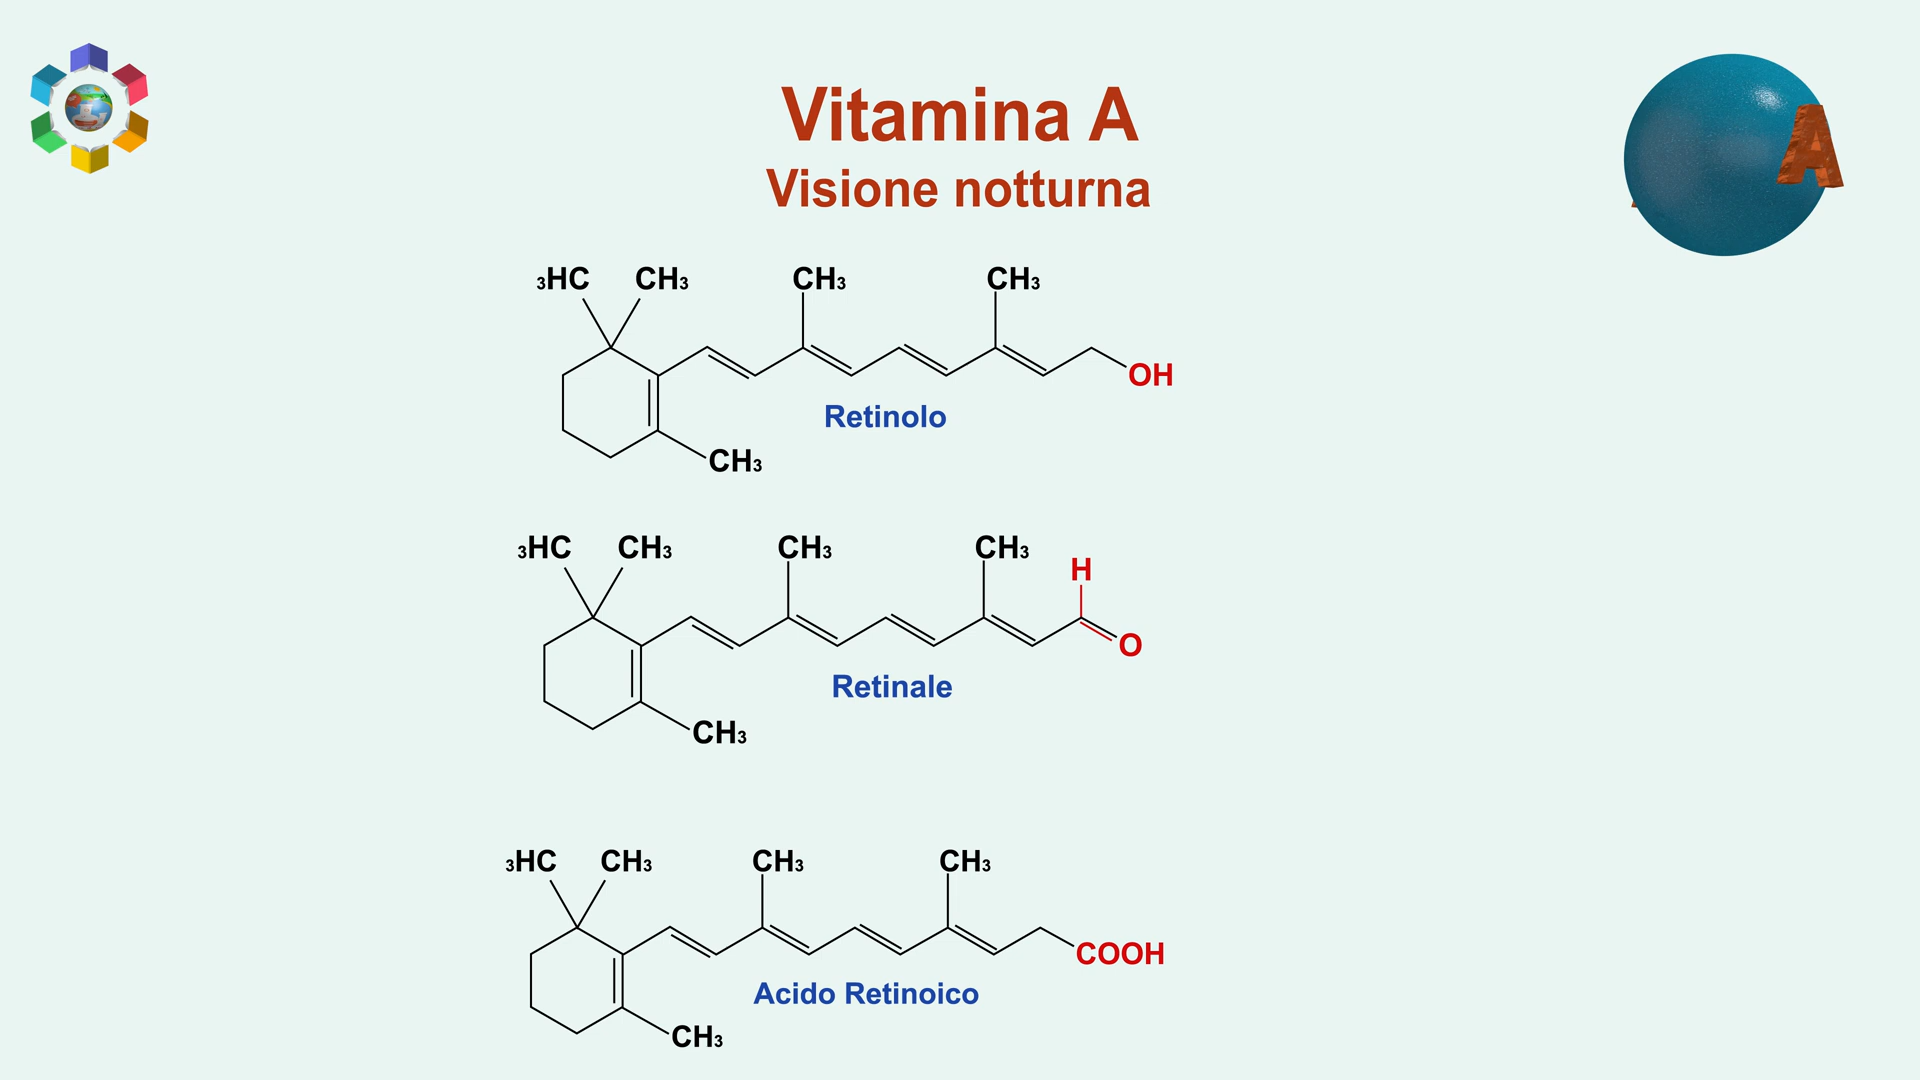 Vitamina A
Visione notturna
A
₃HC CH₃ CH₃ CH₃
OH
Retinolo
CH₃
₃HC CH₃ CH₃ CH₃
H
O
Retinale
CH₃
₃HC CH₃ CH₃ CH₃
COOH
Acido Retinoico
CH₃